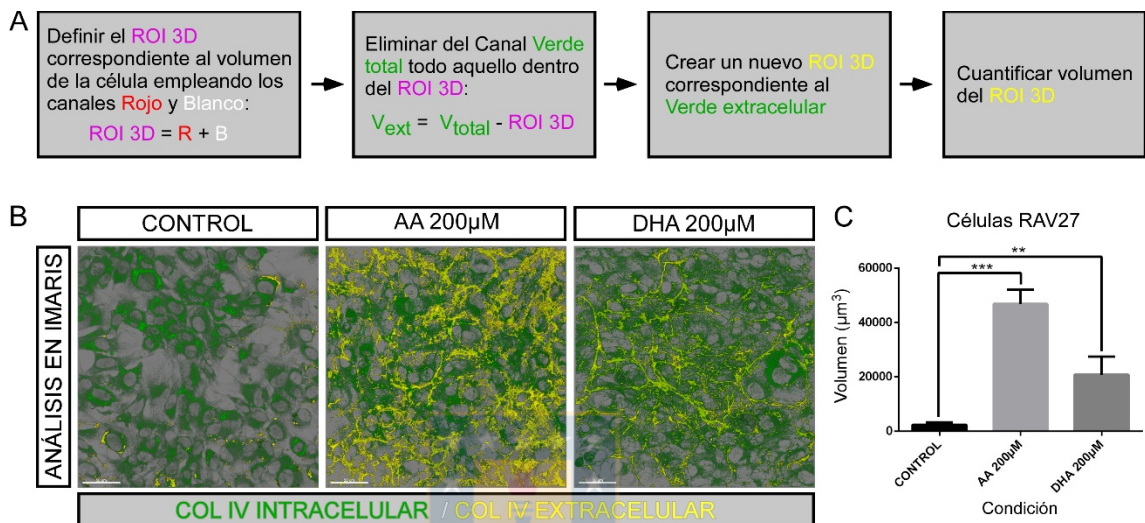 A
Definir el ROI 3D
correspondiente al volumen
de la célula empleando los
canales Rojo y Blanco:
ROI 3D = R + B
Eliminar del Canal Verde
total todo aquello dentro
del ROI 3D:
Vext = Vtotal - ROI 3D
Crear un nuevo ROI 3D
correspondiente al
Verde extracelular
Cuantificar volumen
del ROI 3D
B
CONTROL
AA 200µM
DHA 200µM
ANÁLISIS EN IMARIS
COL IV INTRACELULAR / COL IV EXTRACELULAR
C
Células RAV27
**
***
Volumen (µm³)
60000
40000
20000
0
CONTROL
AA 200µM
DHA 200µM
Condición